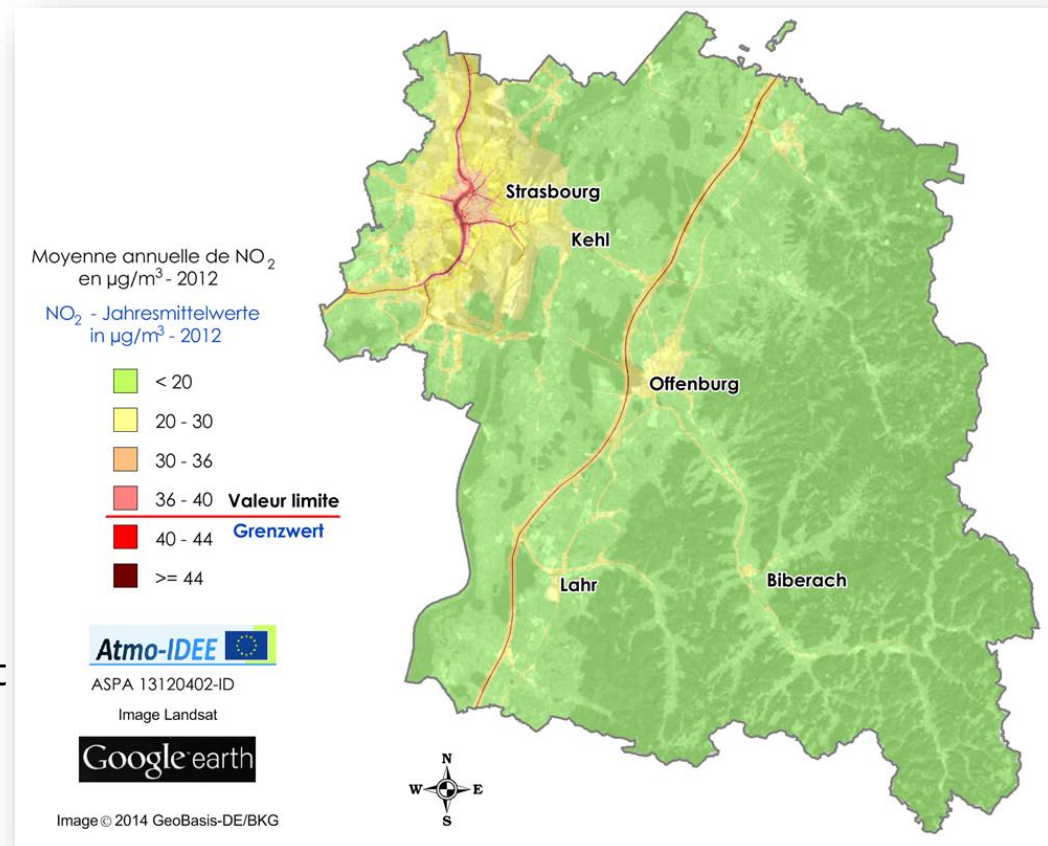 Moyenne annuelle de NO₂
en µg/m³ - 2012
NO₂ - Jahresmittelwerte
in µg/m³ - 2012
< 20
20 - 30
30 - 36
36 - 40 Valeur limite
40 - 44 Grenzwert
>= 44
Atmo-IDEE
ASPA 13120402-ID
Image Landsat
Google earth
Image © 2014 GeoBasis-DE/BKG
Strasbourg
Kehl
Offenburg
Lahr
Biberach
N
W E
S